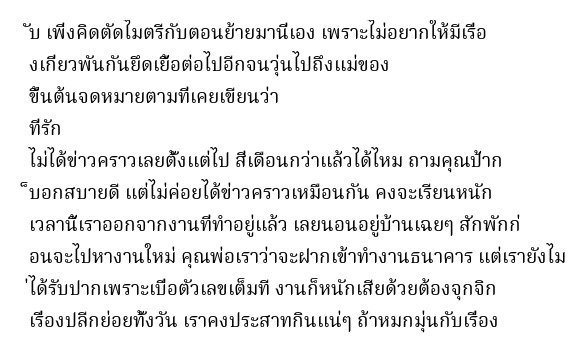 ับ เพิ่งคิดตัดไมตรีกับตอนย้ายมานี่เอง เพราะไม่อยากให้มีเรื่อ
งเกี่ยวพันกันยืดเยื้อต่อไปอีกจนวุ่นไปถึงแม่ของ
ขึ้นต้นจดหมายตามที่เคยเขียนว่า
ที่รัก
ไม่ได้ข่าวคราวเลยตั้งแต่ไป สี่เดือนกว่าแล้วได้ไหม ถามคุณป้าก
็บอกสบายดี แต่ไม่ค่อยได้ข่าวคราวเหมือนกัน คงจะเรียนหนัก
เวลานี้เราออกจากงานที่ทำอยู่แล้ว เลยนอนอยู่บ้านเฉยๆ สักพักก่
อนจะไปหางานใหม่ คุณพ่อเราว่าจะฝากเข้าทำงานธนาคาร แต่เรายังไม
่ได้รับปากเพราะเบื่อตัวเลขเต็มที งานก็หนักเสียด้วยต้องจุกจิก
เรื่องปลีกย่อยทั้งวัน เราคงประสาทกินแน่ๆ ถ้าหมกมุ่นกับเรื่อง